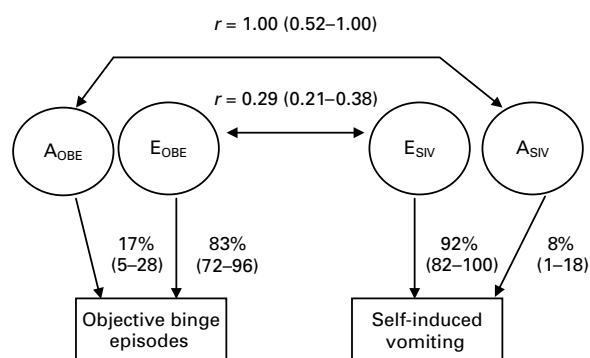 r = 1.00 (0.52–1.00)
r = 0.29 (0.21–0.38)
AOBE
EOBE
ESIV
ASIV
17%
(5–28)
83%
(72–96)
92%
(82–100)
8%
(1–18)
Objective binge
episodes
Self-induced
vomiting